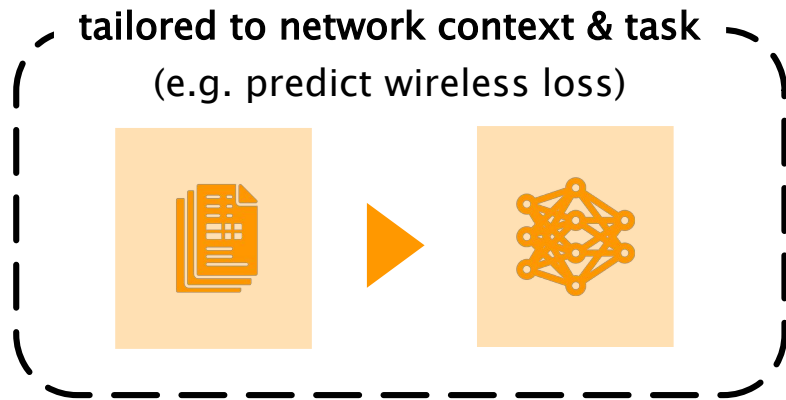 tailored to network context & task
(e.g. predict wireless loss)